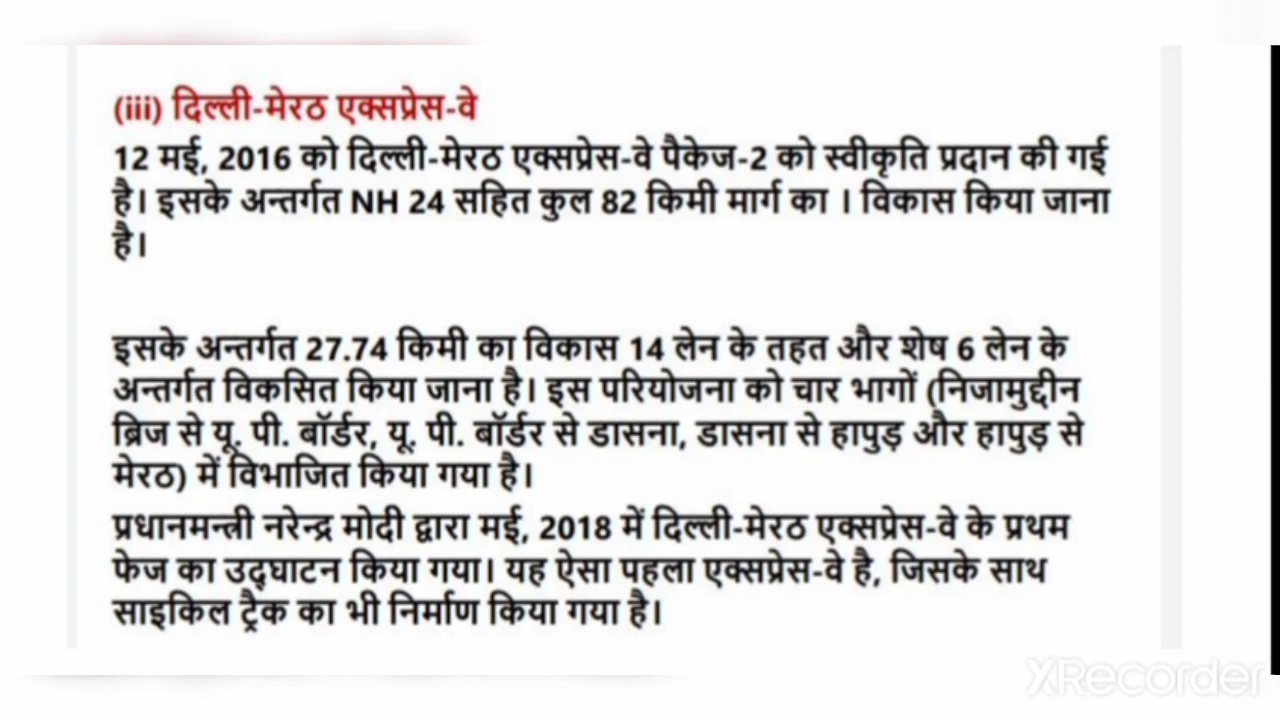 (iii) दिल्ली-मेरठ एक्सप्रेस-वे
12 मई, 2016 को दिल्ली-मेरठ एक्सप्रेस-वे पैकेज-2 को स्वीकृति प्रदान की गई
है। इसके अन्तर्गत NH 24 सहित कुल 82 किमी मार्ग का । विकास किया जाना
है।
इसके अन्तर्गत 27.74 किमी का विकास 14 लेन के तहत और शेष 6 लेन के
अन्तर्गत विकसित किया जाना है। इस परियोजना को चार भागों (निजामुद्दीन
ब्रिज से यू. पी. बॉर्डर, यू. पी. बॉर्डर से डासना, डासना से हापुड़ और हापुड़ से
मेरठ) में विभाजित किया गया है।
प्रधानमन्त्री नरेन्द्र मोदी द्वारा मई, 2018 में दिल्ली-मेरठ एक्सप्रेस-वे के प्रथम
फेज का उद्घाटन किया गया। यह ऐसा पहला एक्सप्रेस-वे है, जिसके साथ
साइकिल ट्रैक का भी निर्माण किया गया है।
XRecorder